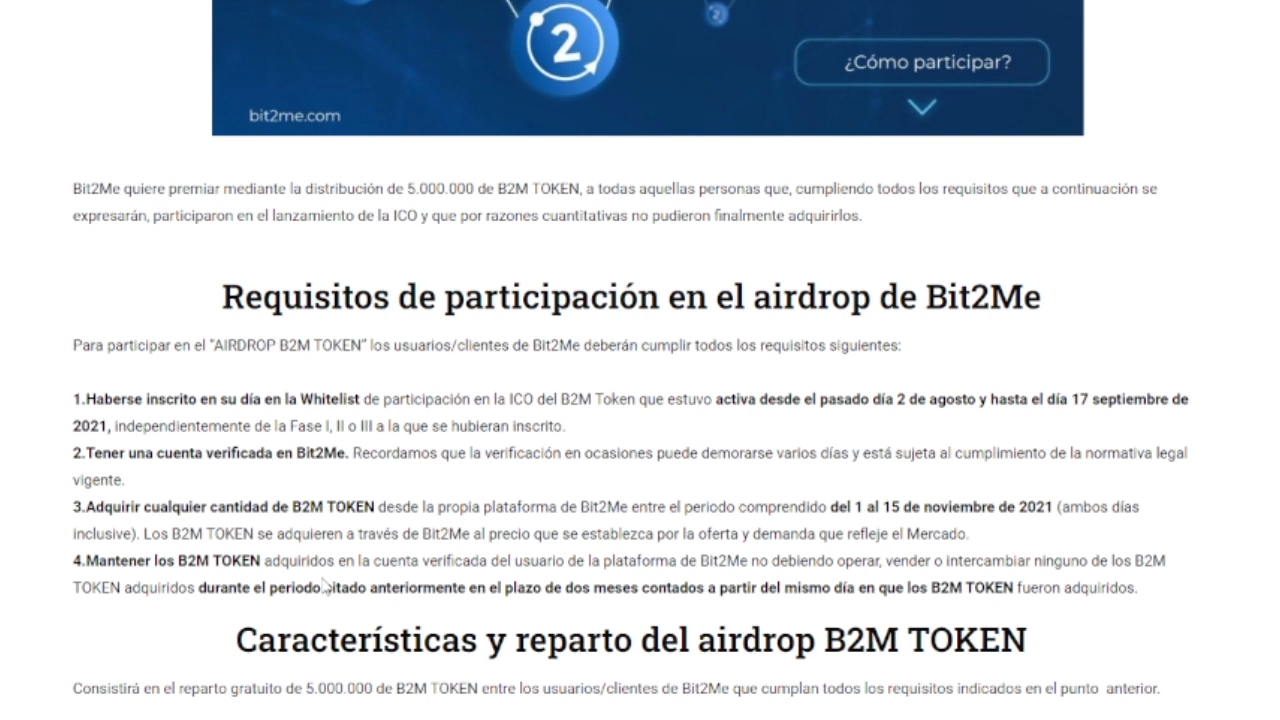 2
2
¿Cómo participar?
bit2me.com
Bit2Me quiere premiar mediante la distribución de 5.000.000 de B2M TOKEN, a todas aquellas personas que, cumpliendo todos los requisitos que a continuación se
expresarán, participaron en el lanzamiento de la ICO y que por razones cuantitativas no pudieron finalmente adquirirlos.
Requisitos de participación en el airdrop de Bit2Me
Para participar en el "AIRDROP B2M TOKEN" los usuarios/clientes de Bit2Me deberán cumplir todos los requisitos siguientes:
1.Haberse inscrito en su día en la Whitelist de participación en la ICO del B2M Token que estuvo activa desde el pasado día 2 de agosto y hasta el día 17 septiembre de
2021, independientemente de la Fase I, II o III a la que se hubieran inscrito.
2.Tener una cuenta verificada en Bit2Me. Recordamos que la verificación en ocasiones puede demorarse varios días y está sujeta al cumplimiento de la normativa legal
vigente.
3.Adquirir cualquier cantidad de B2M TOKEN desde la propia plataforma de Bit2Me entre el periodo comprendido del 1 al 15 de noviembre de 2021 (ambos días
inclusive). Los B2M TOKEN se adquieren a través de Bit2Me al precio que se establezca por la oferta y demanda que refleje el Mercado.
4.Mantener los B2M TOKEN adquiridos en la cuenta verificada del usuario de la plataforma de Bit2Me no debiendo operar, vender o intercambiar ninguno de los B2M
TOKEN adquiridos durante el periodo citado anteriormente en el plazo de dos meses contados a partir del mismo día en que los B2M TOKEN fueron adquiridos.
Características y reparto del airdrop B2M TOKEN
Consistirá en el reparto gratuito de 5.000.000 de B2M TOKEN entre los usuarios/clientes de Bit2Me que cumplan todos los requisitos indicados en el punto anterior.